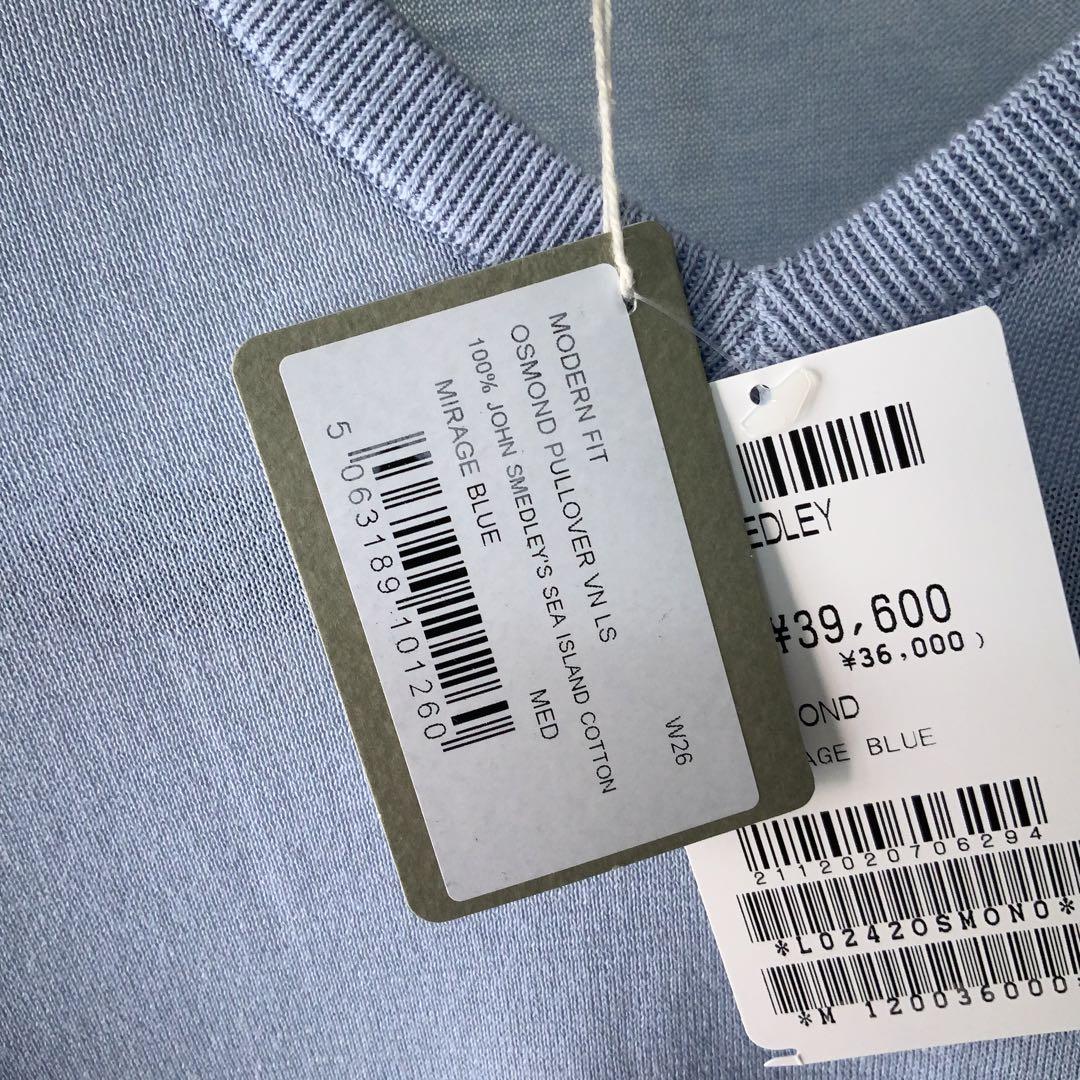 MODERN FIT
OSMOND PULLOVER VN LS
W26
100% JOHN SMEDLEY'S SEA ISLAND COTTON
MIRAGE BLUE
MED
5 063189 101260
EDLEY
¥39,600
¥36,000)
OND
AGE BLUE
2112020706294
*L0242OSMONO*
*M 120036000*